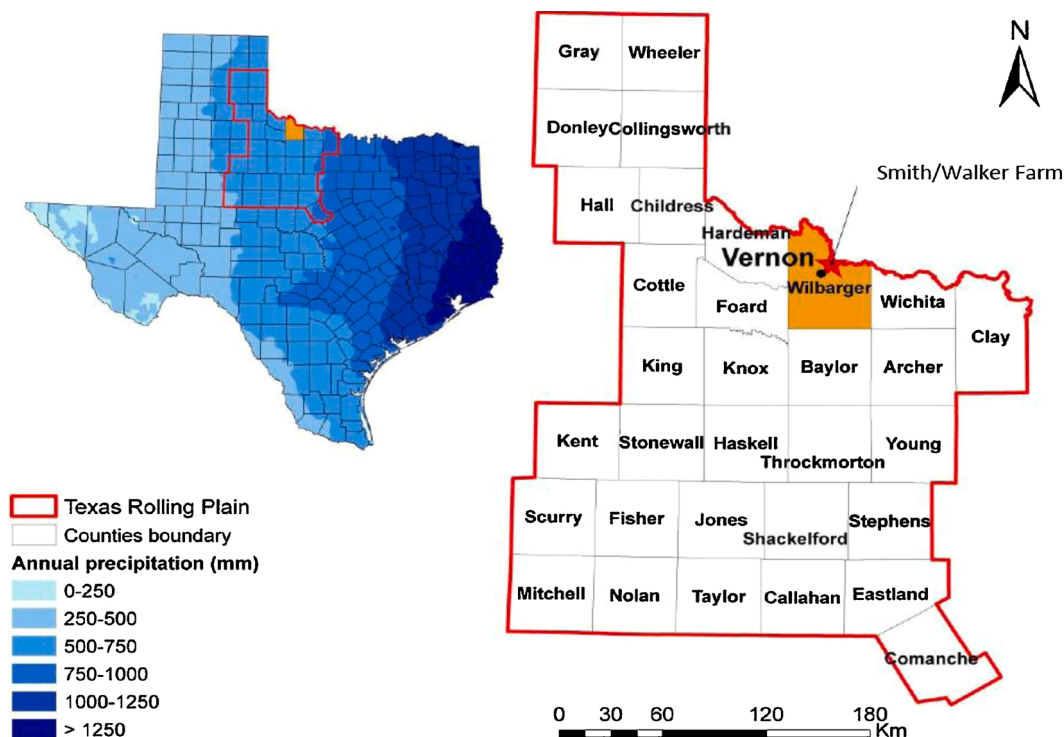 N
Gray Wheeler
Donley Collingsworth
Smith/Walker Farm
Hall Childress
Hardeman
Vernon
Cottle Wilbarger
Foard Wichita
Clay
King Knox Baylor Archer
Kent Stonewall Haskell Young
Throckmorton
Texas Rolling Plain
Counties boundary
Scurry Fisher Jones Stephens
Shackelford
Annual precipitation (mm)
0-250
250-500
500-750
750-1000
1000-1250
> 1250
Mitchell Nolan Taylor Callahan Eastland
Comanche
0 30 60 120 180
Km